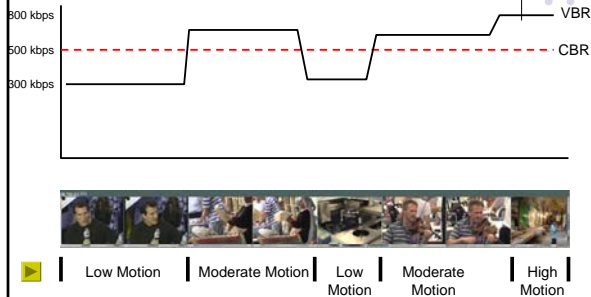 800 kbps
VBR
500 kbps
CBR
300 kbps
Low Motion
Moderate Motion
Low
Motion
Moderate
Motion
High
Motion